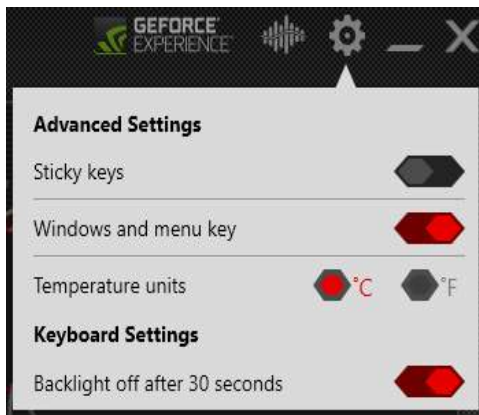 GEFORCE
EXPERIENCE
Advanced Settings
Sticky keys
Windows and menu key
Temperature units °C °F
Keyboard Settings
Backlight off after 30 seconds